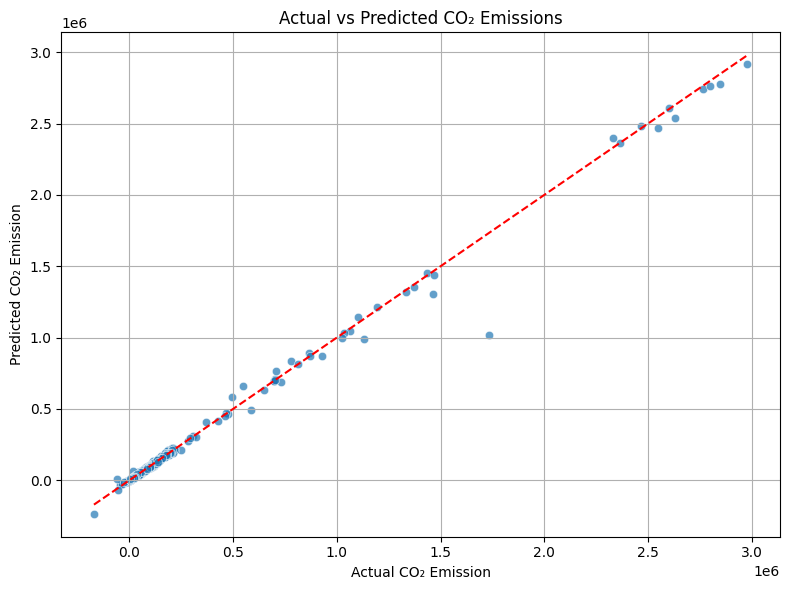 Actual vs Predicted CO₂ Emissions
1e6
3.0
2.5
2.0
1.5
1.0
0.5
0.0
Predicted CO₂ Emission
0.0 0.5 1.0 1.5 2.0 2.5 3.0
1e6
Actual CO₂ Emission